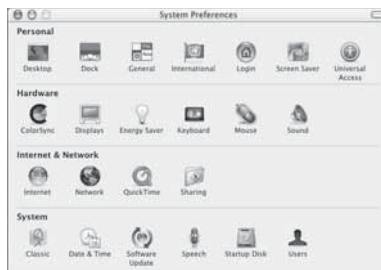 System Preferences
Personal
Desktop Dock General International Login Screen Saver Universal Access
Hardware
ColorSync Displays Energy Saver Keyboard Mouse Sound
Internet & Network
Internet Network QuickTime Sharing
System
Classic Date & Time Software Update Speech Startup Disk Users